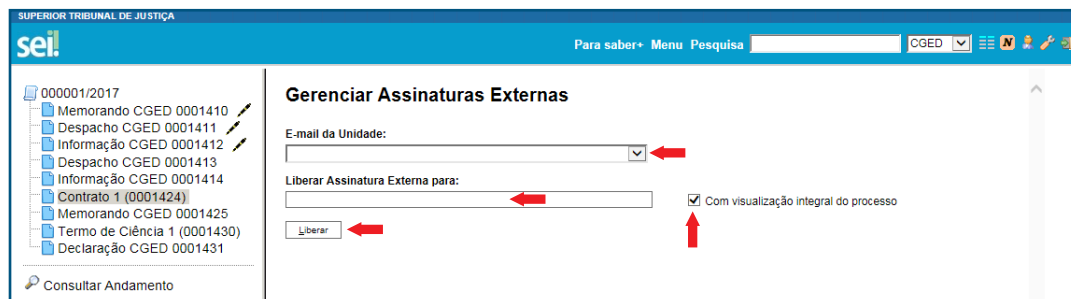 SUPERIOR TRIBUNAL DE JUSTIÇA
sei!
Para saber+ Menu Pesquisa
CGED
N
000001/2017
Memorando CGED 0001410
Despacho CGED 0001411
Informação CGED 0001412
Despacho CGED 0001413
Informação CGED 0001414
Contrato 1 (0001424)
Memorando CGED 0001425
Termo de Ciência 1 (0001430)
Declaração CGED 0001431
Consultar Andamento
Gerenciar Assinaturas Externas
E-mail da Unidade:
Liberar Assinatura Externa para:
Com visualização integral do processo
Liberar